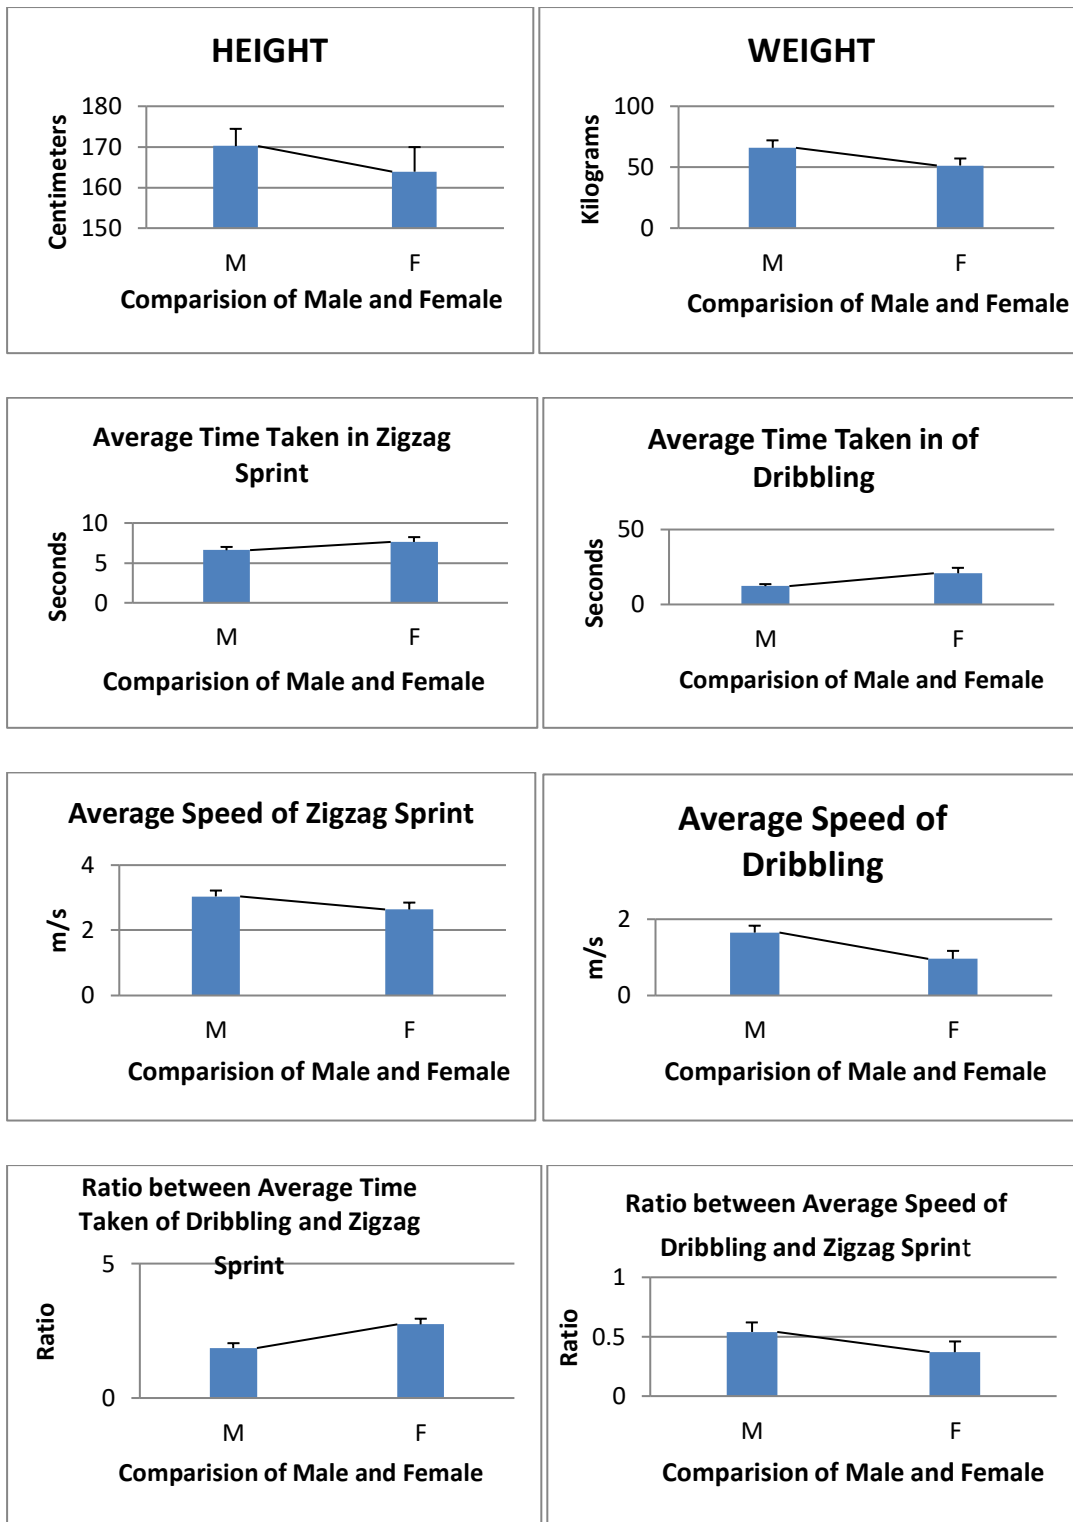 HEIGHT
Centimeters
180
170
160
150
M
F
Comparision of Male and Female
WEIGHT
Kilograms
100
50
0
M
F
Comparision of Male and Female
Average Time Taken in Zigzag
Sprint
Seconds
10
5
0
M
F
Comparision of Male and Female
Average Time Taken in of
Dribbling
Seconds
50
0
M
F
Comparision of Male and Female
Average Speed of Zigzag Sprint
m/s
4
2
0
M
F
Comparision of Male and Female
Average Speed of
Dribbling
m/s
2
0
M
F
Comparision of Male and Female
Ratio between Average Time
Taken of Dribbling and Zigzag
Sprint
Ratio
5
0
M
F
Comparision of Male and Female
Ratio between Average Speed of
Dribbling and Zigzag Sprint
Ratio
1
0.5
0
M
F
Comparision of Male and Female